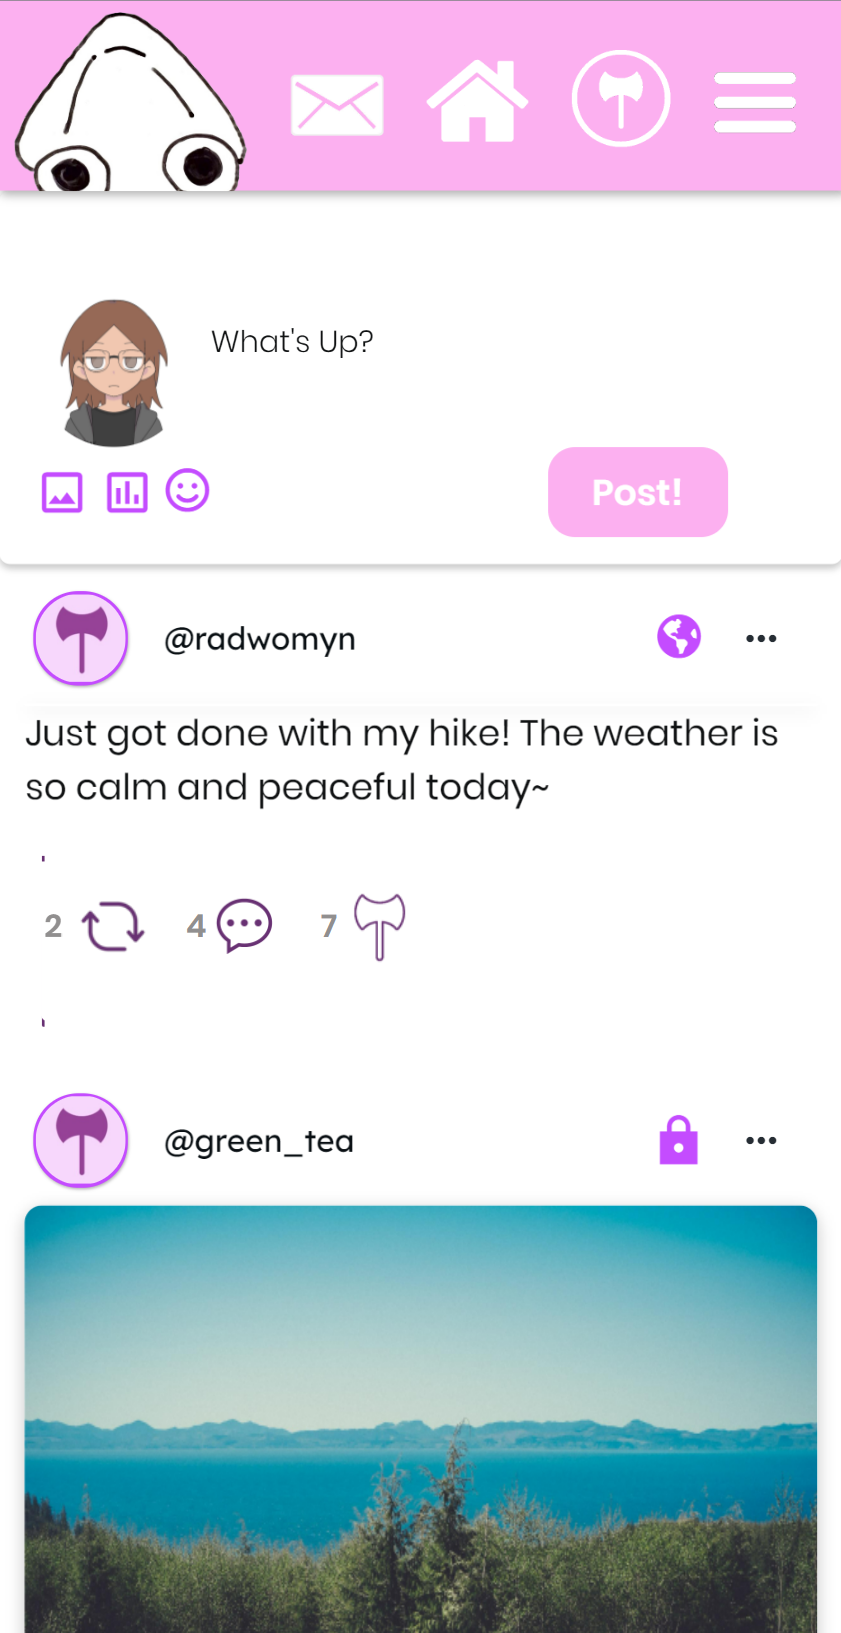 What's Up?
Post!
@radwomyn
Just got done with my hike! The weather is
so calm and peaceful today~
2
4
7
@green_tea